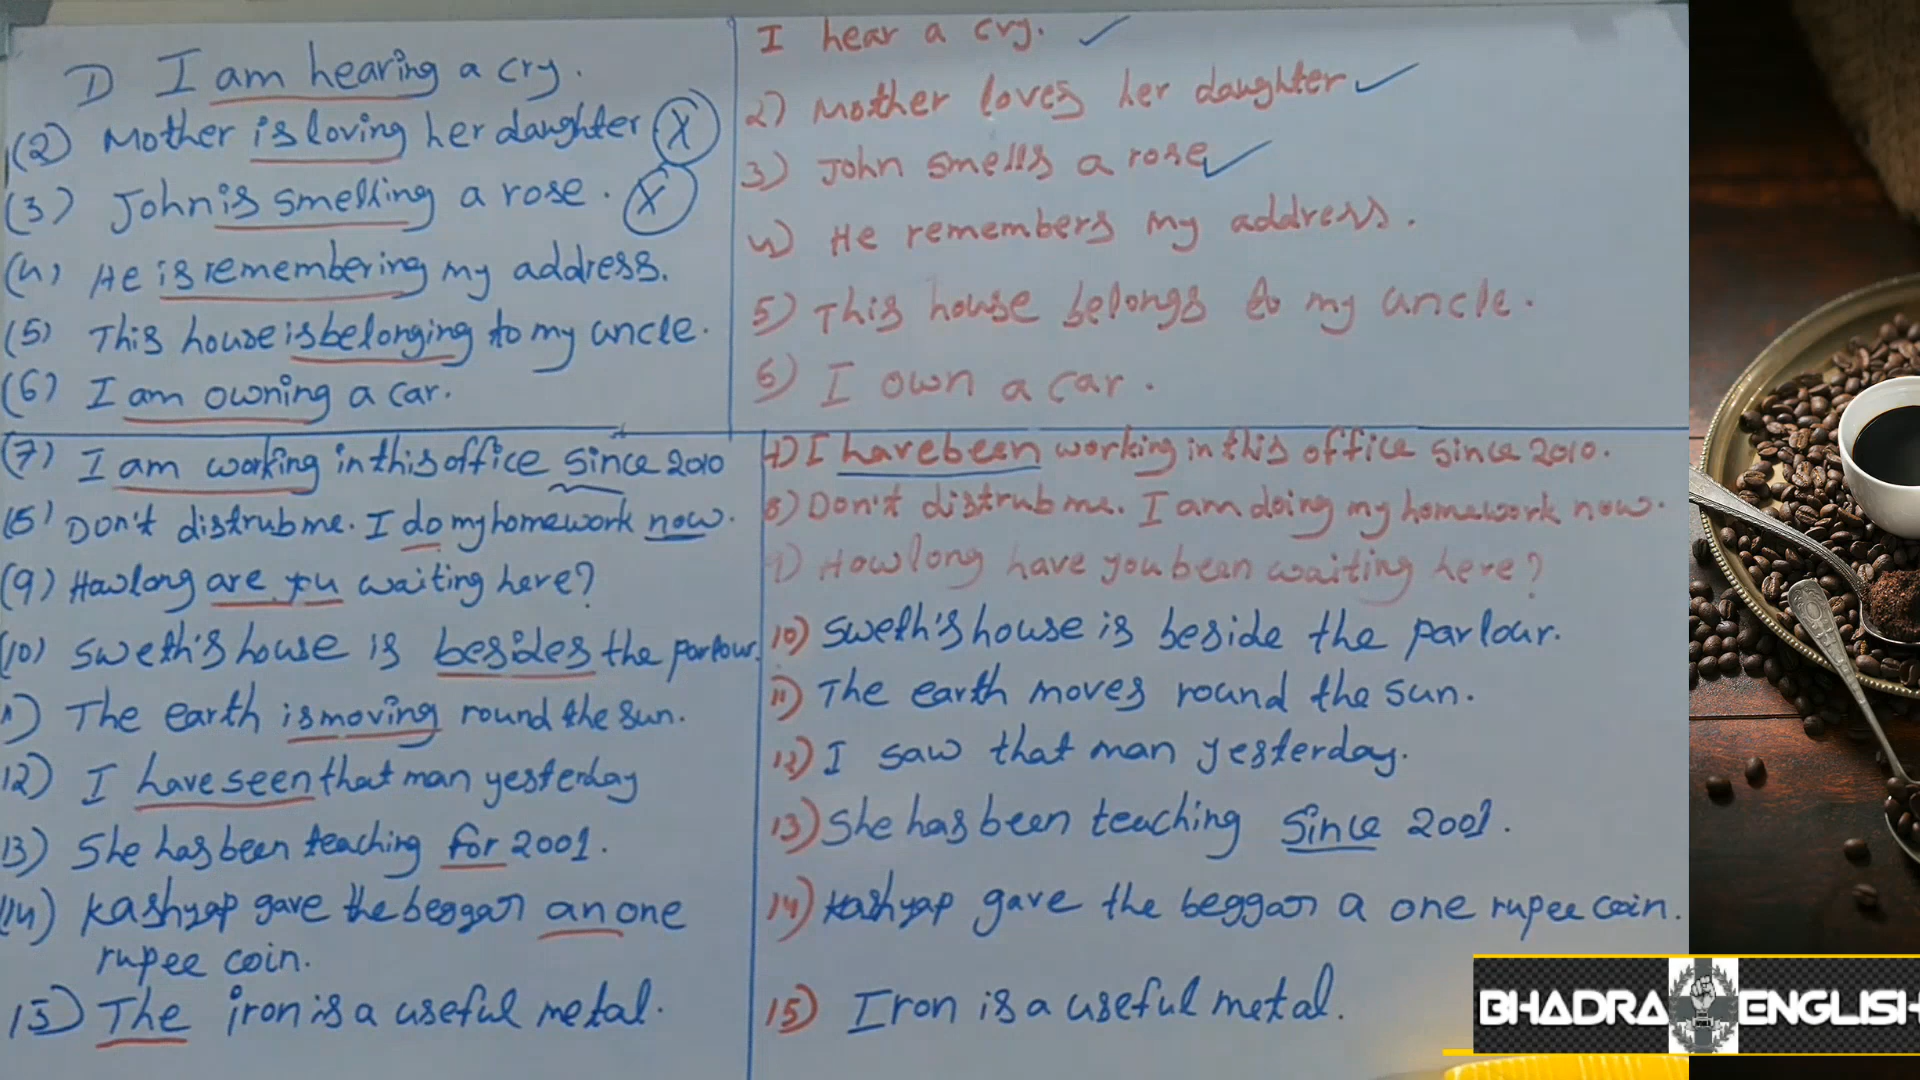 1) I am hearing a cry.
(2) Mother is loving her daughter X
(3) John is smelling a rose. X
(4) He is remembering my address.
(5) This house is belonging to my uncle.
(6) I am owning a car.
I hear a cry.
2) Mother loves her daughter
3) John smells a rose
4) He remembers my address.
5) This house belongs to my uncle.
6) I own a car.
(7) I am working in this office since 2010
(8) Don't distrub me. I do my homework now.
(9) How long are you waiting here?
(10) Sweth's house is besides the parlour.
11) The earth is moving round the sun.
12) I have seen that man yesterday
13) She has been teaching for 2001.
(14) Kashyap gave the beggar an one
rupee coin.
15) The iron is a useful metal.
7) I have been working in this office since 2010.
8) Don't distrub me. I am doing my homework now.
9) How long have you been waiting here?
10) Sweth's house is beside the parlour.
11) The earth moves round the sun.
12) I saw that man yesterday.
13) She has been teaching since 2001.
14) Kashyap gave the beggar a one rupee coin.
15) Iron is a useful metal.
BHADRA ENGLISH